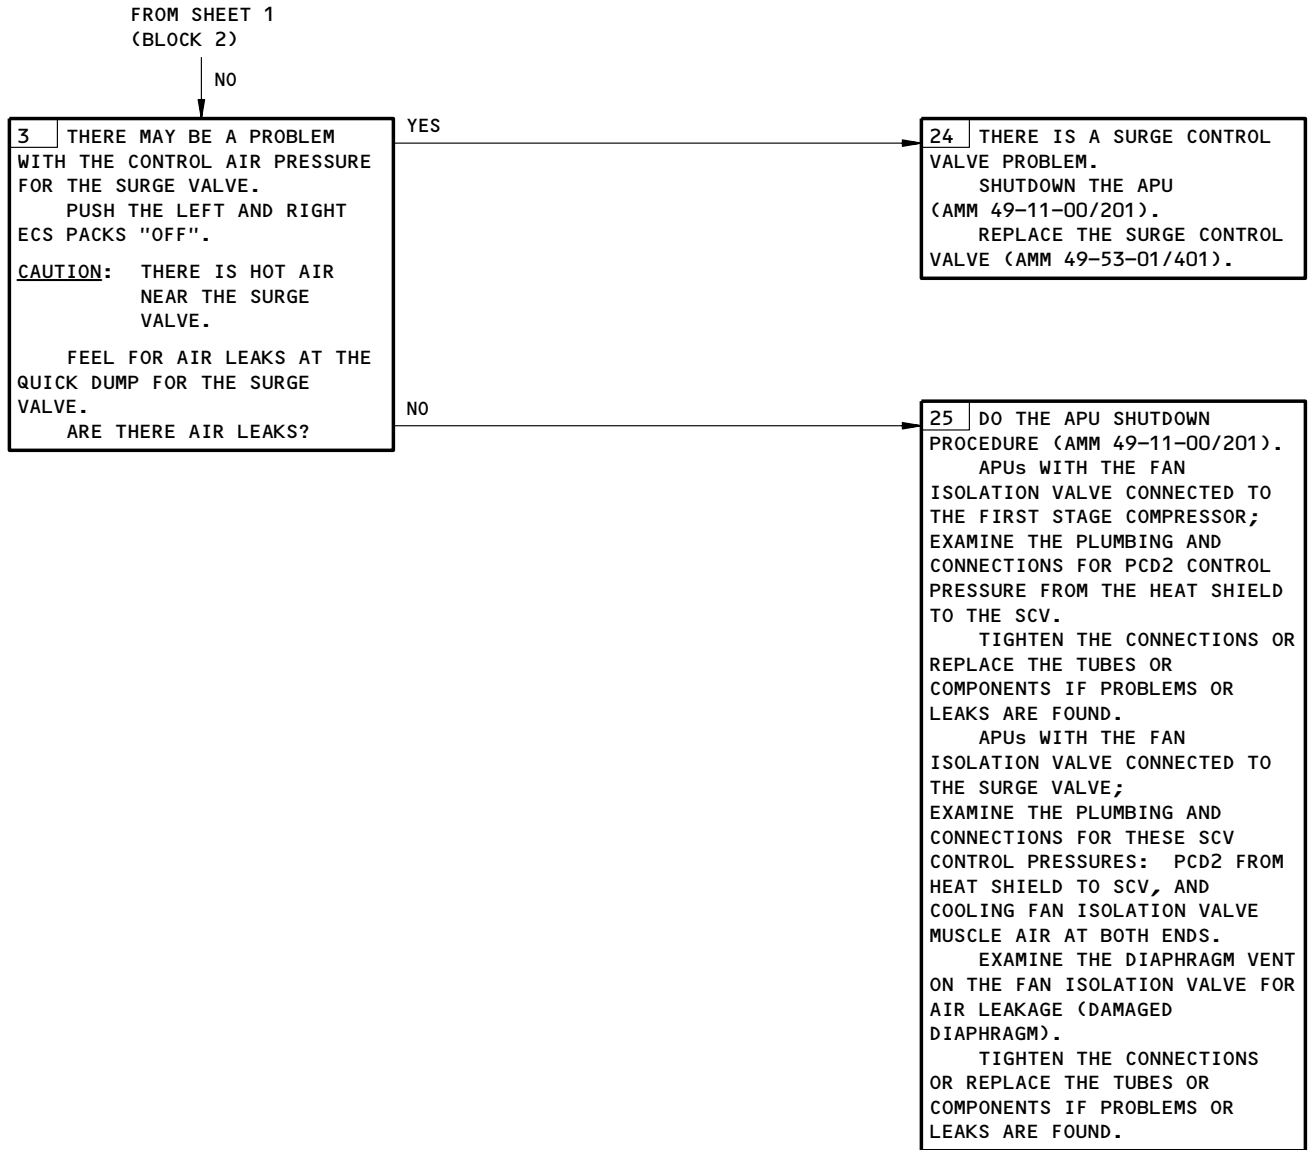 FROM SHEET 1
(BLOCK 2)
NO
3 THERE MAY BE A PROBLEM
WITH THE CONTROL AIR PRESSURE
FOR THE SURGE VALVE.
PUSH THE LEFT AND RIGHT
ECS PACKS "OFF".
CAUTION: THERE IS HOT AIR
NEAR THE SURGE
VALVE.
FEEL FOR AIR LEAKS AT THE
QUICK DUMP FOR THE SURGE
VALVE.
ARE THERE AIR LEAKS?
YES
24 THERE IS A SURGE CONTROL
VALVE PROBLEM.
SHUTDOWN THE APU
(AMM 49-11-00/201).
REPLACE THE SURGE CONTROL
VALVE (AMM 49-53-01/401).
NO
25 DO THE APU SHUTDOWN
PROCEDURE (AMM 49-11-00/201).
APUs WITH THE FAN
ISOLATION VALVE CONNECTED TO
THE FIRST STAGE COMPRESSOR;
EXAMINE THE PLUMBING AND
CONNECTIONS FOR PCD2 CONTROL
PRESSURE FROM THE HEAT SHIELD
TO THE SCV.
TIGHTEN THE CONNECTIONS OR
REPLACE THE TUBES OR
COMPONENTS IF PROBLEMS OR
LEAKS ARE FOUND.
APUs WITH THE FAN
ISOLATION VALVE CONNECTED TO
THE SURGE VALVE;
EXAMINE THE PLUMBING AND
CONNECTIONS FOR THESE SCV
CONTROL PRESSURES: PCD2 FROM
HEAT SHIELD TO SCV, AND
COOLING FAN ISOLATION VALVE
MUSCLE AIR AT BOTH ENDS.
EXAMINE THE DIAPHRAGM VENT
ON THE FAN ISOLATION VALVE FOR
AIR LEAKAGE (DAMAGED
DIAPHRAGM).
TIGHTEN THE CONNECTIONS
OR REPLACE THE TUBES OR
COMPONENTS IF PROBLEMS OR
LEAKS ARE FOUND.